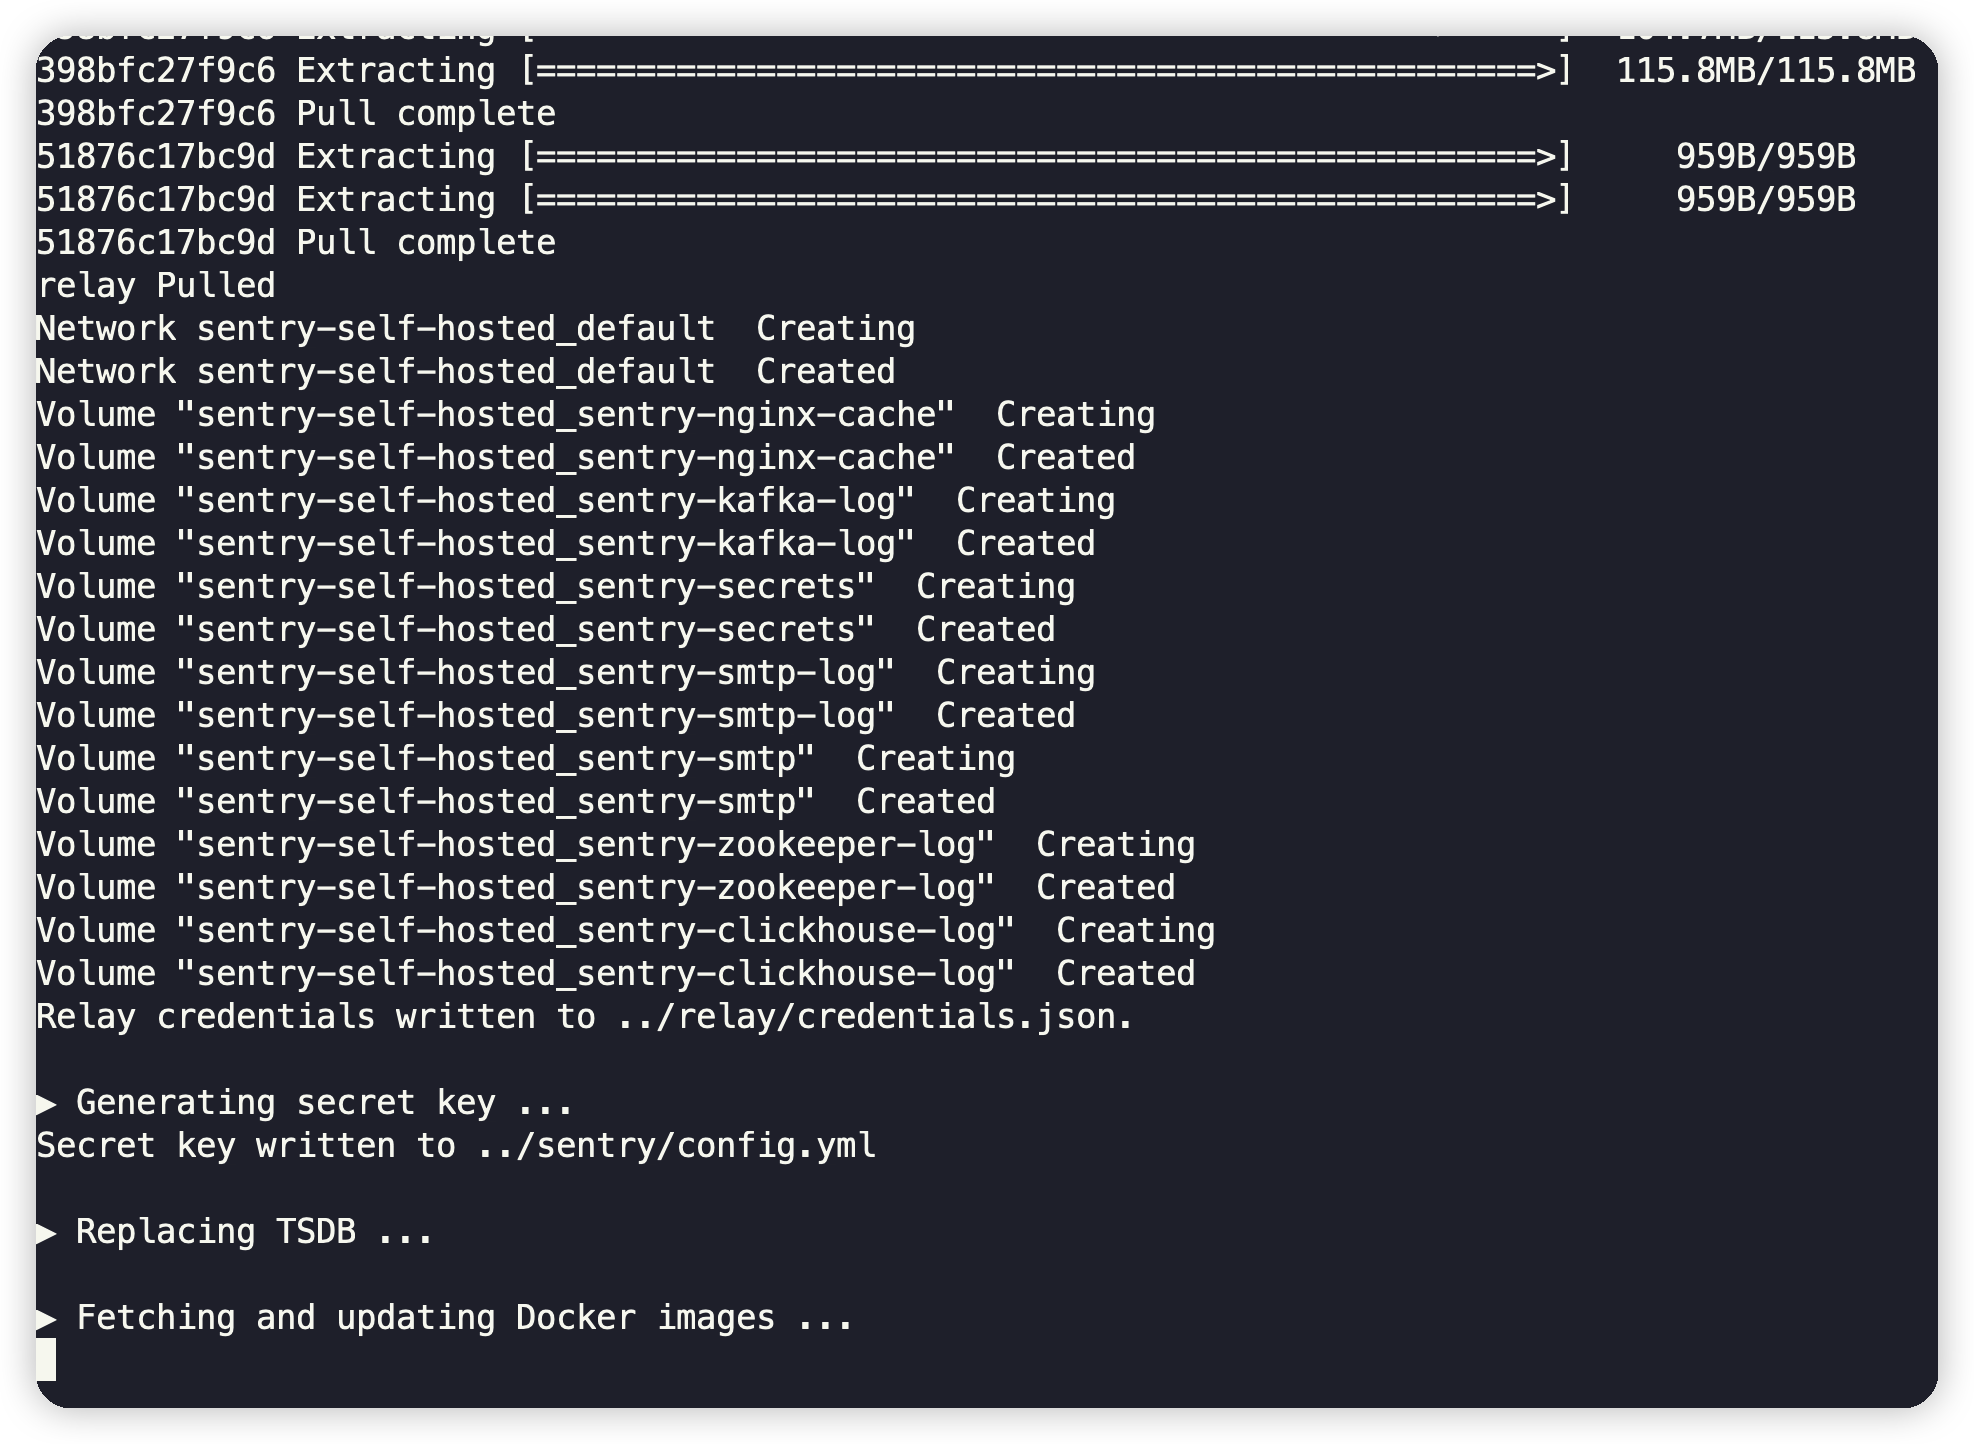 398bfc27f9c6 Extracting [==================================================>]  115.8MB/115.8MB
398bfc27f9c6 Pull complete
51876c17bc9d Extracting [==================================================>]     959B/959B
51876c17bc9d Extracting [==================================================>]     959B/959B
51876c17bc9d Pull complete
relay Pulled
Network sentry-self-hosted_default  Creating
Network sentry-self-hosted_default  Created
Volume "sentry-self-hosted_sentry-nginx-cache"  Creating
Volume "sentry-self-hosted_sentry-nginx-cache"  Created
Volume "sentry-self-hosted_sentry-kafka-log"  Creating
Volume "sentry-self-hosted_sentry-kafka-log"  Created
Volume "sentry-self-hosted_sentry-secrets"  Creating
Volume "sentry-self-hosted_sentry-secrets"  Created
Volume "sentry-self-hosted_sentry-smtp-log"  Creating
Volume "sentry-self-hosted_sentry-smtp-log"  Created
Volume "sentry-self-hosted_sentry-smtp"  Creating
Volume "sentry-self-hosted_sentry-smtp"  Created
Volume "sentry-self-hosted_sentry-zookeeper-log"  Creating
Volume "sentry-self-hosted_sentry-zookeeper-log"  Created
Volume "sentry-self-hosted_sentry-clickhouse-log"  Creating
Volume "sentry-self-hosted_sentry-clickhouse-log"  Created
Relay credentials written to ../relay/credentials.json.
▶ Generating secret key ...
Secret key written to ../sentry/config.yml
▶ Replacing TSDB ...
▶ Fetching and updating Docker images ...